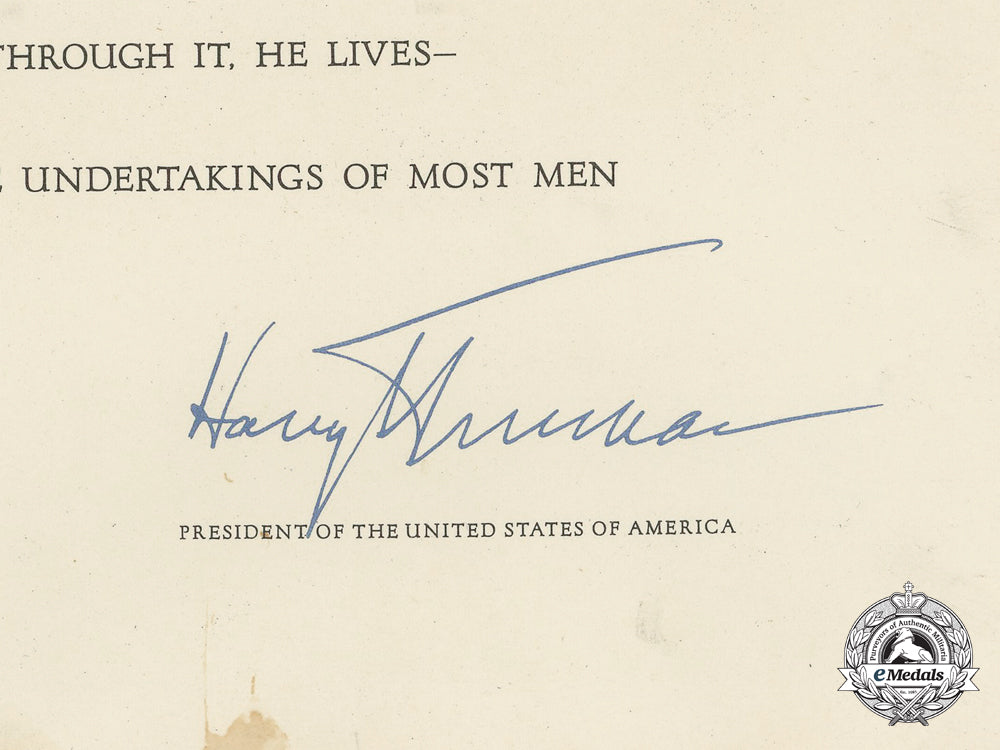 THROUGH IT, HE LIVES—
UNDERTAKINGS OF MOST MEN
Harry Truman
PRESIDENT OF THE UNITED STATES OF AMERICA
Purveyors of Authentic Militaria
eMedals